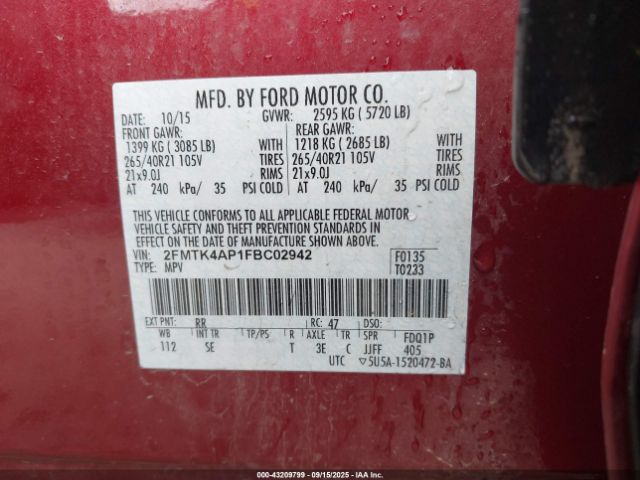 MFD. BY FORD MOTOR CO.
DATE: 10/15 GVWR: 2595 KG ( 5720 LB)
FRONT GAWR: REAR GAWR:
1399 KG ( 3085 LB) WITH 1218 KG ( 2685 LB) WITH
265/40R21 105V TIRES 265/40R21 105V TIRES
21x9.0J RIMS 21x9.0J RIMS
AT 240 kPa/ 35 PSI COLD AT 240 kPa/ 35 PSI COLD
THIS VEHICLE CONFORMS TO ALL APPLICABLE FEDERAL MOTOR
VEHICLE SAFETY AND THEFT PREVENTION STANDARDS IN
EFFECT ON THE DATE OF MANUFACTURE SHOWN ABOVE.
VIN: 2FMTK4AP1FBC02942 F0135
TYPE: MPV T0233
EXT PNT: RR RC: 47 DSO:
WB INT TR TP/PS R AXLE TR SPR FDQ1P
112 SE T 3E C JJFF 405
UTC ▽5U5A-1520472-BA
000-43209799 - 09/15/2025 - IAAI.COM